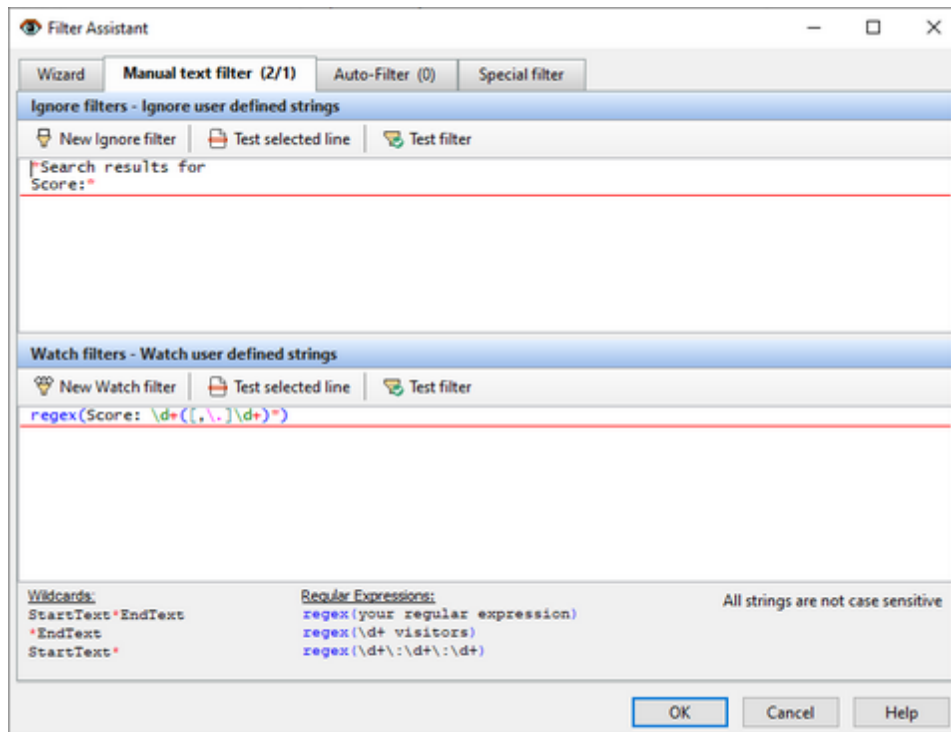 Filter Assistant
Wizard Manual text filter (2/1) Auto-Filter (0) Special filter
Ignore filters - Ignore user defined strings
New Ignore filter Test selected line Test filter
*Search results for
Score:*
Watch filters - Watch user defined strings
New Watch filter Test selected line Test filter
regex(Score: \d+([,\.]\d+)*)
Wildcards: Regular Expressions: All strings are not case sensitive
StartText*EndText regex(your regular expression)
*EndText regex(\d+ visitors)
StartText* regex(\d+\:\d+\:\d+)
OK Cancel Help